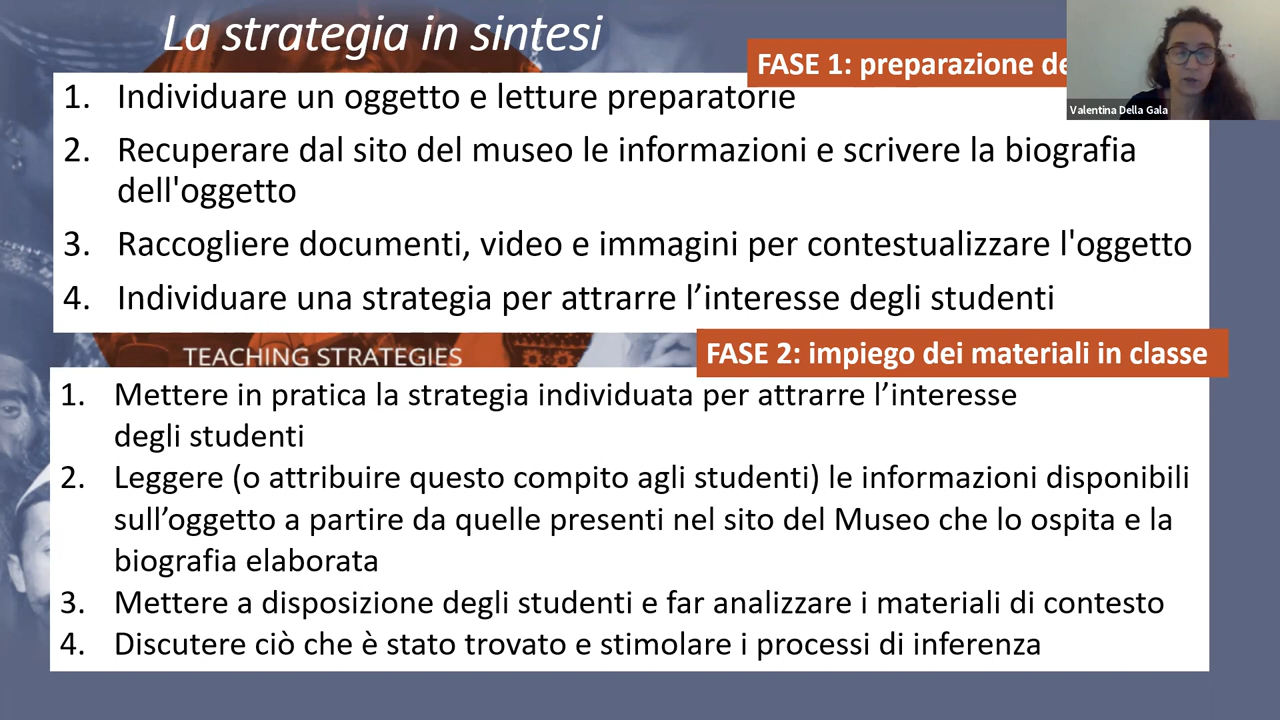 La strategia in sintesi
FASE 1: preparazione
Valentina Della Gala
1. Individuare un oggetto e letture preparatorie
2. Recuperare dal sito del museo le informazioni e scrivere la biografia
dell'oggetto
3. Raccogliere documenti, video e immagini per contestualizzare l'oggetto
4. Individuare una strategia per attrarre l’interesse degli studenti
TEACHING STRATEGIES
FASE 2: impiego dei materiali in classe
1. Mettere in pratica la strategia individuata per attrarre l’interesse
degli studenti
2. Leggere (o attribuire questo compito agli studenti) le informazioni disponibili
sull’oggetto a partire da quelle presenti nel sito del Museo che lo ospita e la
biografia elaborata
3. Mettere a disposizione degli studenti e far analizzare i materiali di contesto
4. Discutere ciò che è stato trovato e stimolare i processi di inferenza